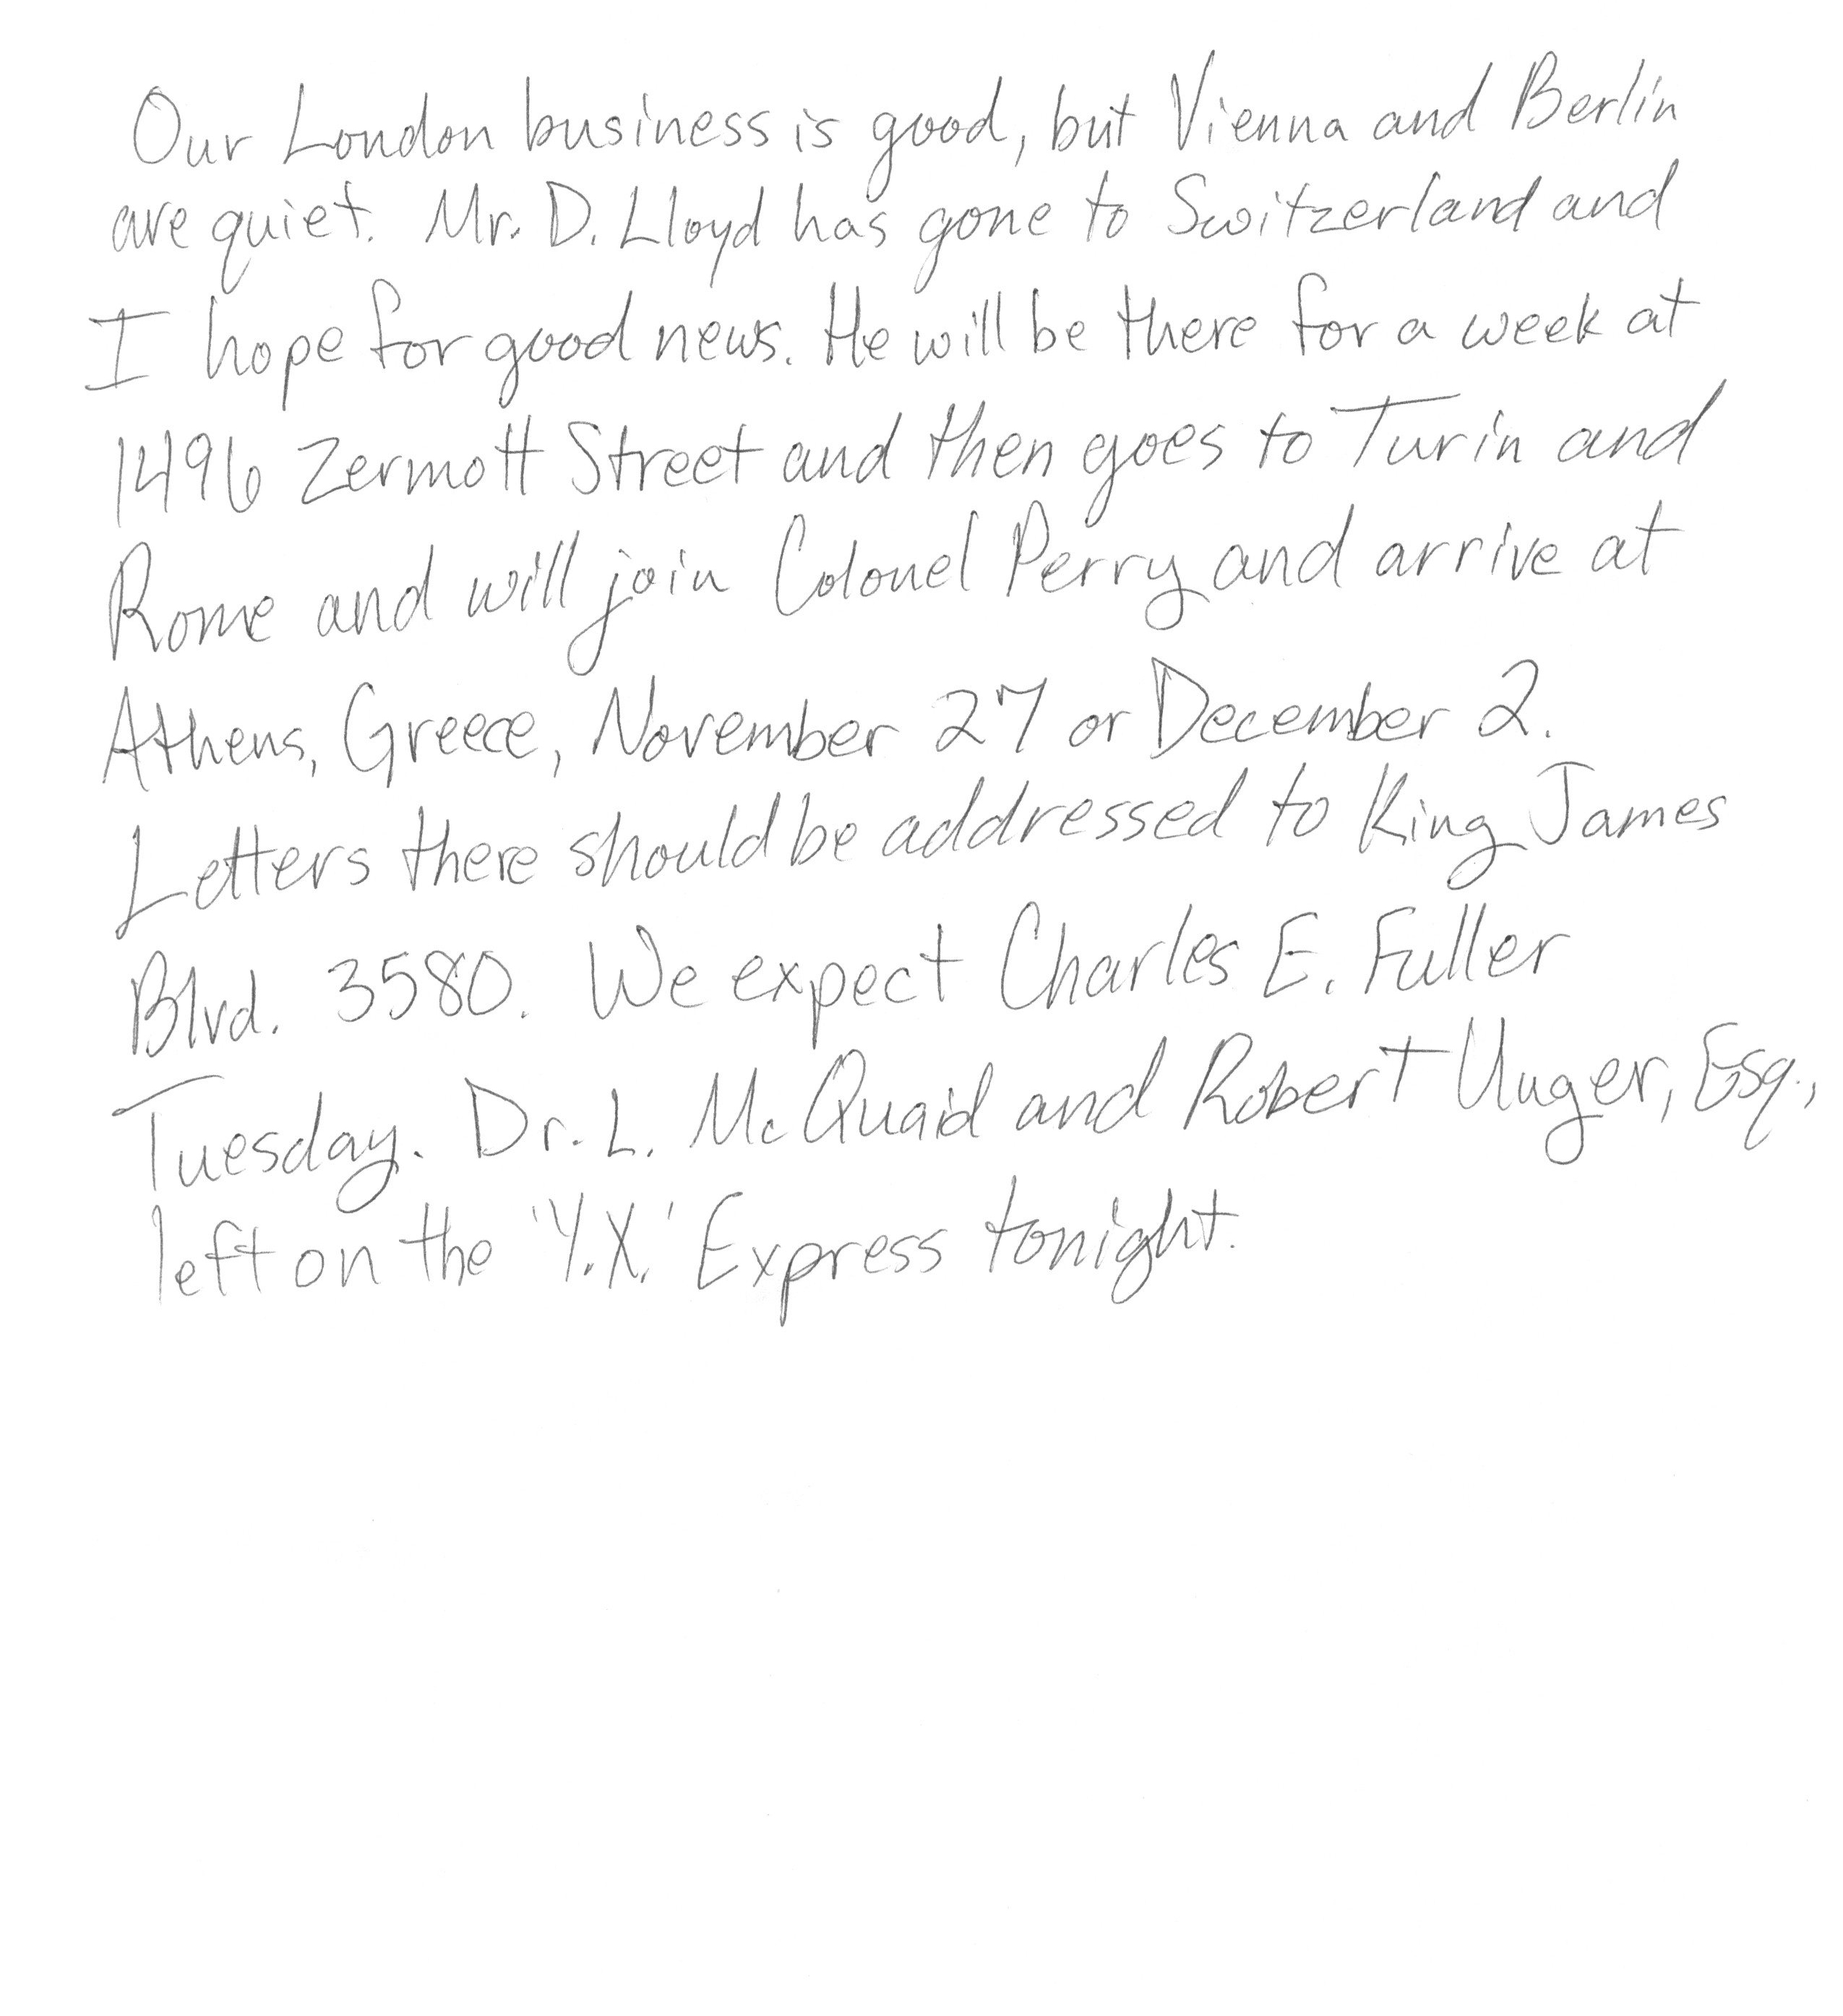 Our London business is good, but Vienna and Berlin
are quiet. Mr. D. Lloyd has gone to Switzerland and
I hope for good news. He will be there for a week at
1496 Zermott Street and then goes to Turin and
Rome and will join Colonel Perry and arrive at
Athens, Greece, November 27 or December 2.
Letters there should be addressed to King James
Blvd. 3580. We expect Charles E. Fuller
Tuesday. Dr. L. McQuaid and Robert Unger, Esq.,
left on the 'Y.X.' Express tonight.